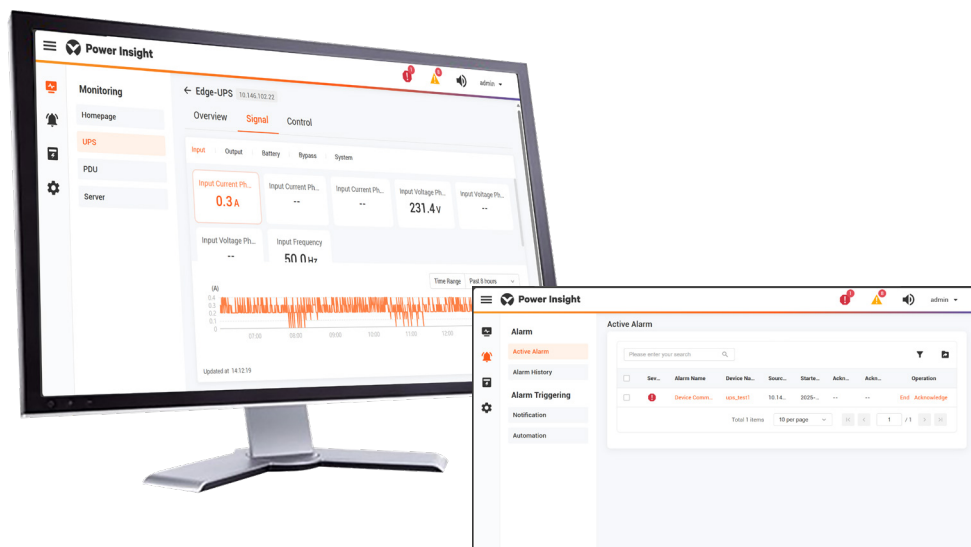 Power Insight
1
0
admin
Monitoring
Homepage
UPS
PDU
Server
Edge-UPS 10.146.102.22
Overview Signal Control
Input Output Battery Bypass System
Input Current Ph... Input Current Ph... Input Current Ph... Input Voltage Ph... Input Voltage Ph...
0.3 A -- -- 231.4 V --
Input Voltage Ph... Input Frequency
-- 50.0 Hz
Time Range Past 8 hours
(A)
0.4
0.3
0.2
0.1
0
07:00 08:00 09:00 10:00 11:00 12:00
Updated at 14:12:19
Power Insight
1
0
admin
Alarm
Active Alarm
Alarm History
Alarm Triggering
Notification
Automation
Active Alarm
Please enter your search
Sev... Alarm Name Device Na... Sourc... Starte... Ackn... Ackn... Operation
Device Comm... ups_test1 10.14... 2025-... -- -- End Acknowledge
Total 1 items 10 per page 1 / 1